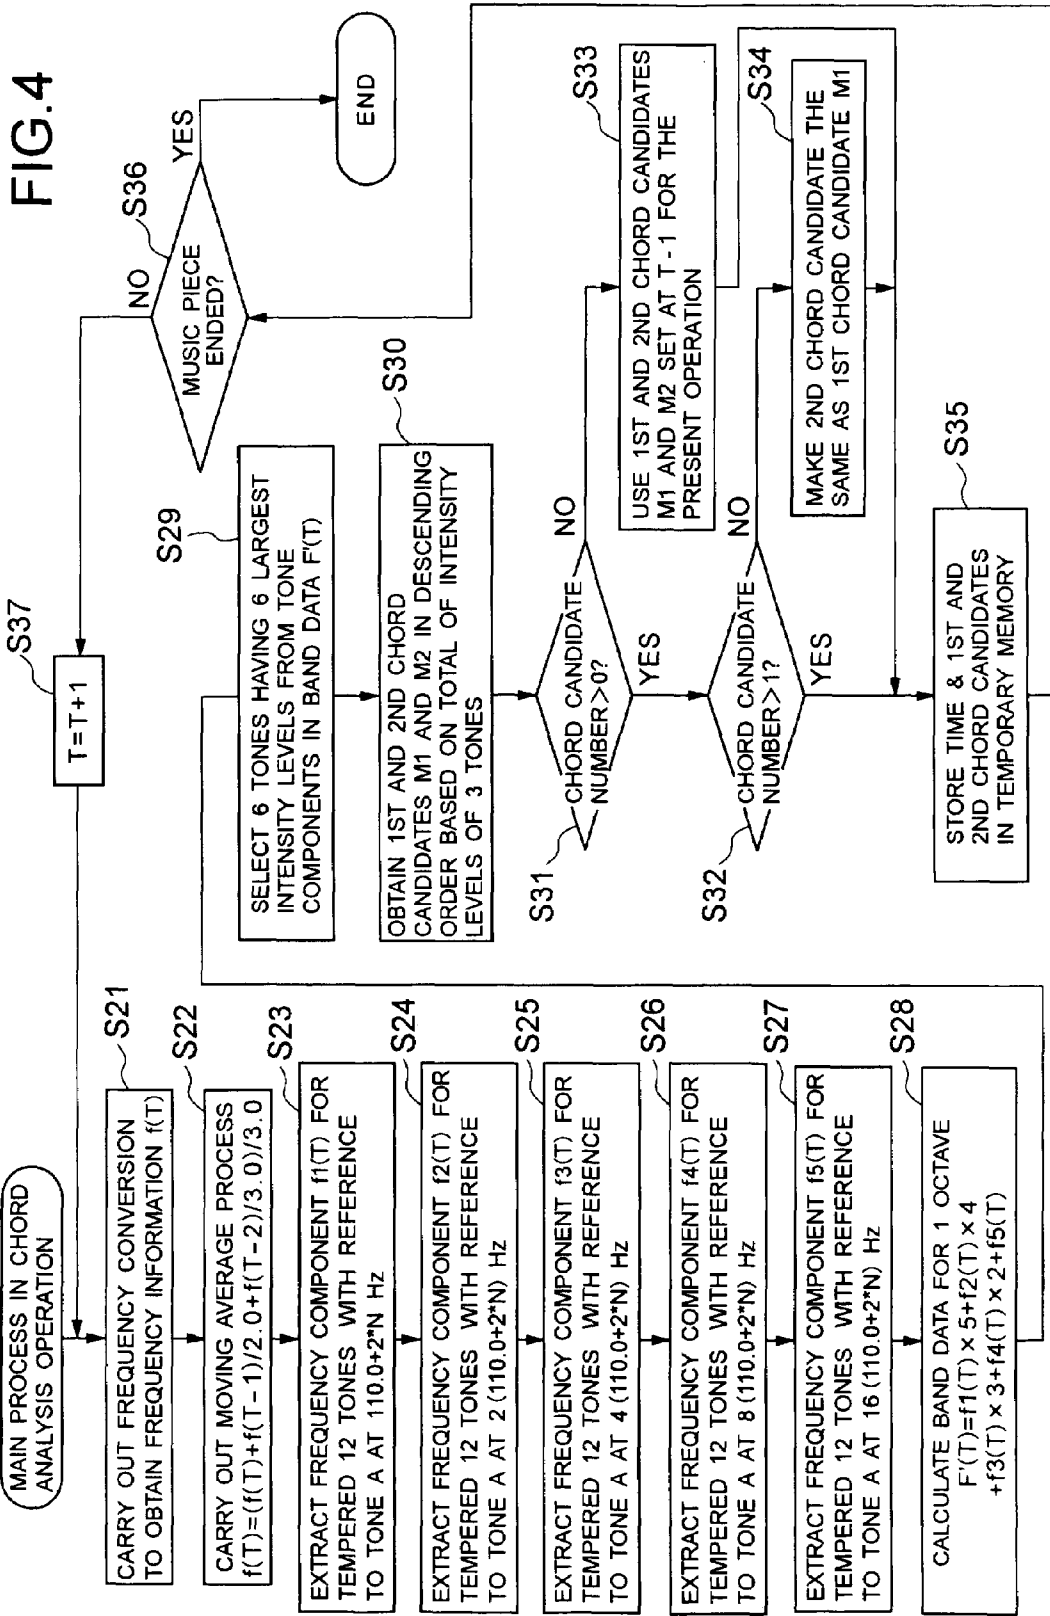 FIG.4
MAIN PROCESS IN CHORD
ANALYSIS OPERATION
S21
CARRY OUT FREQUENCY CONVERSION
TO OBTAIN FREQUENCY INFORMATION f(T)
S22
CARRY OUT MOVING AVERAGE PROCESS
f(T)=(f(T)+f(T-1)/2.0+f(T-2)/3.0)/3.0
S23
EXTRACT FREQUENCY COMPONENT f1(T) FOR
TEMPERED 12 TONES WITH REFERENCE
TO TONE A AT 110.0+2*N Hz
S24
EXTRACT FREQUENCY COMPONENT f2(T) FOR
TEMPERED 12 TONES WITH REFERENCE
TO TONE A AT 2 (110.0+2*N) Hz
S25
EXTRACT FREQUENCY COMPONENT f3(T) FOR
TEMPERED 12 TONES WITH REFERENCE
TO TONE A AT 4 (110.0+2*N) Hz
S26
EXTRACT FREQUENCY COMPONENT f4(T) FOR
TEMPERED 12 TONES WITH REFERENCE
TO TONE A AT 8 (110.0+2*N) Hz
S27
EXTRACT FREQUENCY COMPONENT f5(T) FOR
TEMPERED 12 TONES WITH REFERENCE
TO TONE A AT 16 (110.0+2*N) Hz
S28
CALCULATE BAND DATA FOR 1 OCTAVE
F'(T)=f1(T)×5+f2(T)×4
+f3(T)×3+f4(T)×2+f5(T)
S29
SELECT 6 TONES HAVING 6 LARGEST
INTENSITY LEVELS FROM TONE
COMPONENTS IN BAND DATA F'(T)
S30
OBTAIN 1ST AND 2ND CHORD
CANDIDATES M1 AND M2 IN DESCENDING
ORDER BASED ON TOTAL OF INTENSITY
LEVELS OF 3 TONES
S31
CHORD CANDIDATE
NUMBER>0?
NO
YES
S33
USE 1ST AND 2ND CHORD CANDIDATES
M1 AND M2 SET AT T-1 FOR THE
PRESENT OPERATION
S32
CHORD CANDIDATE
NUMBER>1?
NO
YES
S34
MAKE 2ND CHORD CANDIDATE THE
SAME AS 1ST CHORD CANDIDATE M1
S35
STORE TIME & 1ST AND
2ND CHORD CANDIDATES
IN TEMPORARY MEMORY
S36
MUSIC PIECE
ENDED?
NO
YES
S37
T=T+1
END